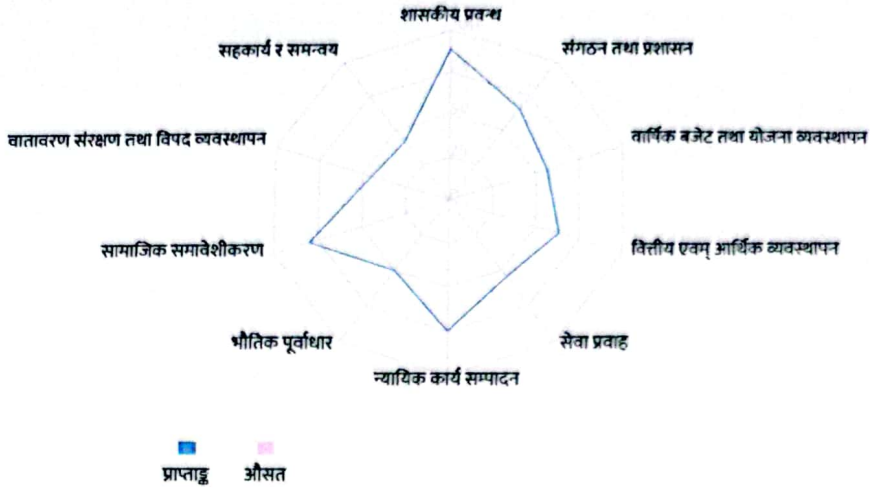 शासकीय प्रवन्ध
सहकार्य र समन्वय
संगठन तथा प्रशासन
वातावरण संरक्षण तथा विपद व्यवस्थापन
वार्षिक बजेट तथा योजना व्यवस्थापन
सामाजिक समावेशीकरण
वित्तीय एवम् आर्थिक व्यवस्थापन
भौतिक पूर्वाधार
सेवा प्रवाह
न्यायिक कार्य सम्पादन
प्राप्ताङ्क
औसत